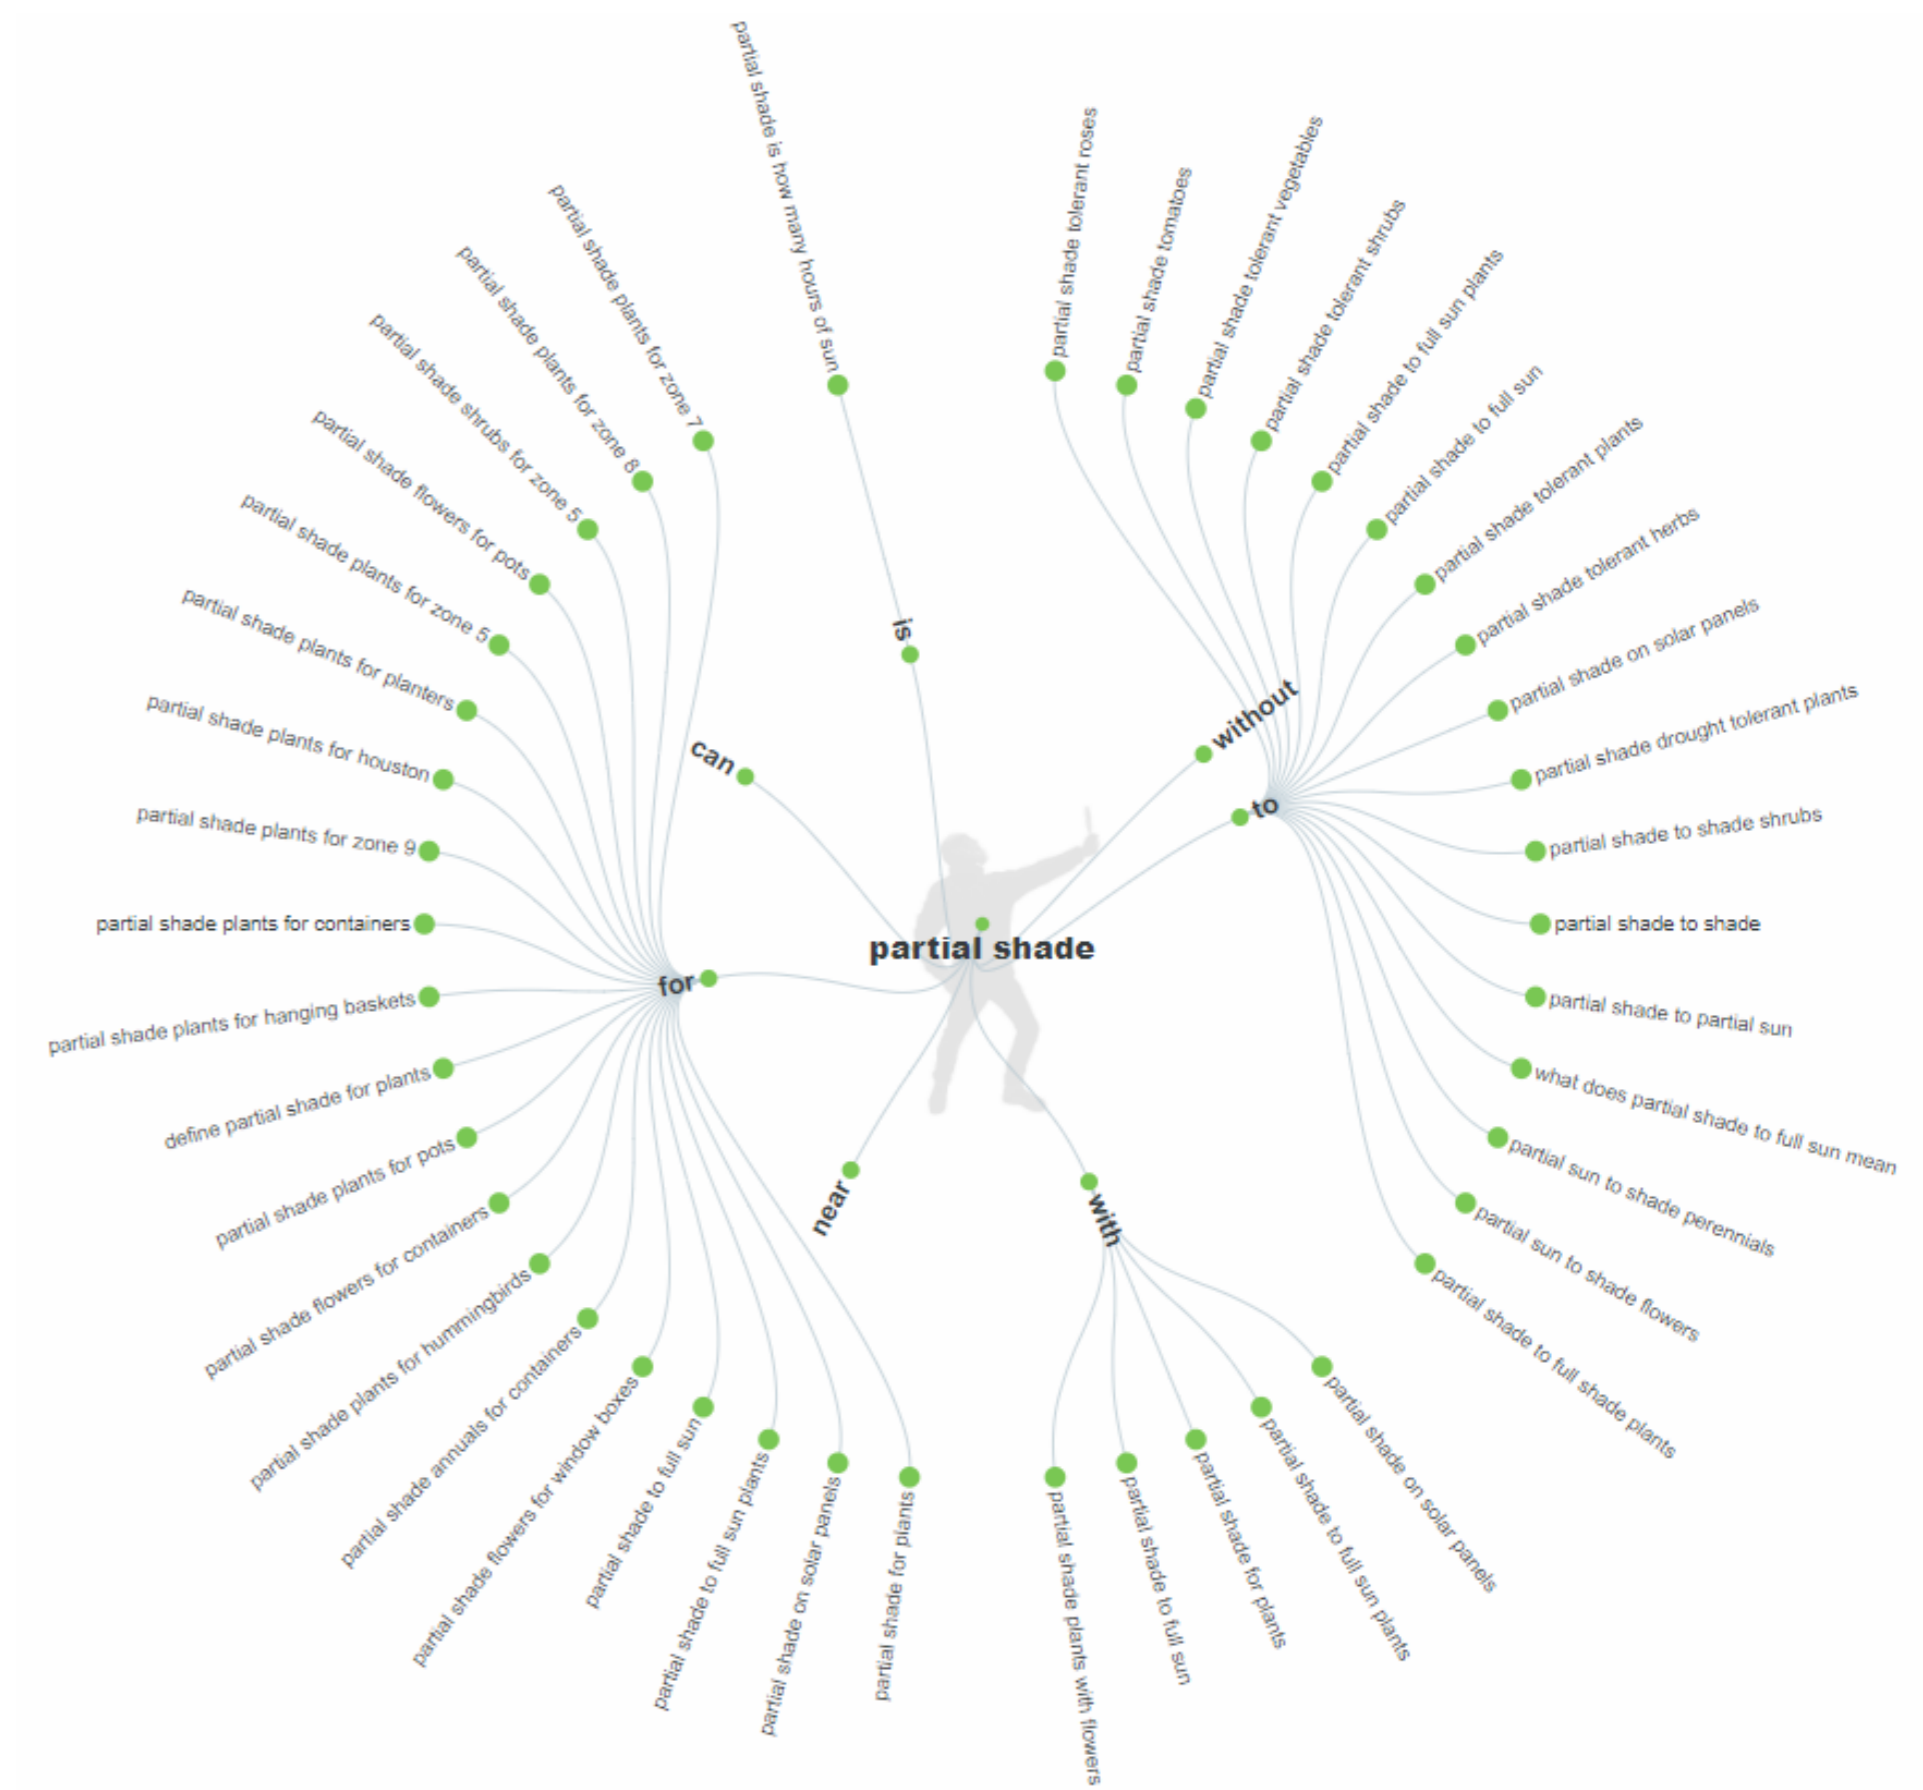 partial shade
is
partial shade is how many hours of sun
without
to
partial shade tolerant roses
partial shade tomatoes
partial shade tolerant vegetables
partial shade tolerant shrubs
partial shade to full sun plants
partial shade to full sun
partial shade tolerant plants
partial shade tolerant herbs
partial shade on solar panels
partial shade drought tolerant plants
partial shade to shade shrubs
partial shade to shade
partial shade to partial sun
what does partial shade to full sun mean
partial sun to shade perennials
partial sun to shade flowers
partial shade to full shade plants
with
partial shade on solar panels
partial shade to full sun plants
partial shade for plants
partial shade to full sun
partial shade plants with flowers
near
for
partial shade for plants
partial shade on solar panels
partial shade to full sun plants
partial shade to full sun
partial shade flowers for window boxes
partial shade annuals for containers
partial shade plants for hummingbirds
partial shade flowers for containers
partial shade plants for pots
define partial shade for plants
partial shade plants for hanging baskets
partial shade plants for containers
partial shade plants for zone 9
partial shade plants for houston
partial shade plants for planters
partial shade plants for zone 5
partial shade flowers for pots
partial shade shrubs for zone 5
partial shade plants for zone 8
partial shade plants for zone 7
can